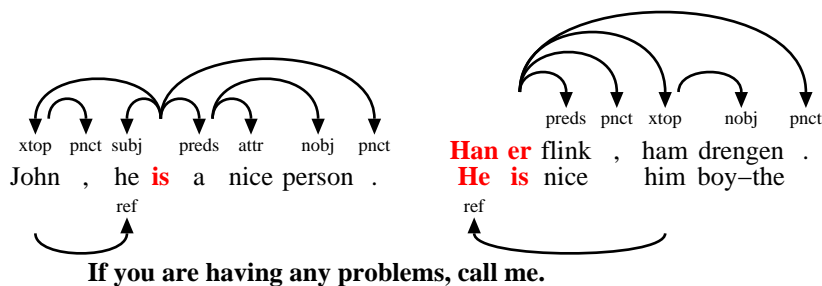 xtop pnct subj preds attr nobj pnct
John , he is a nice person .
ref
preds pnct xtop nobj pnct
Han er flink , ham drengen .
He is nice him boy–the
ref
If you are having any problems, call me.